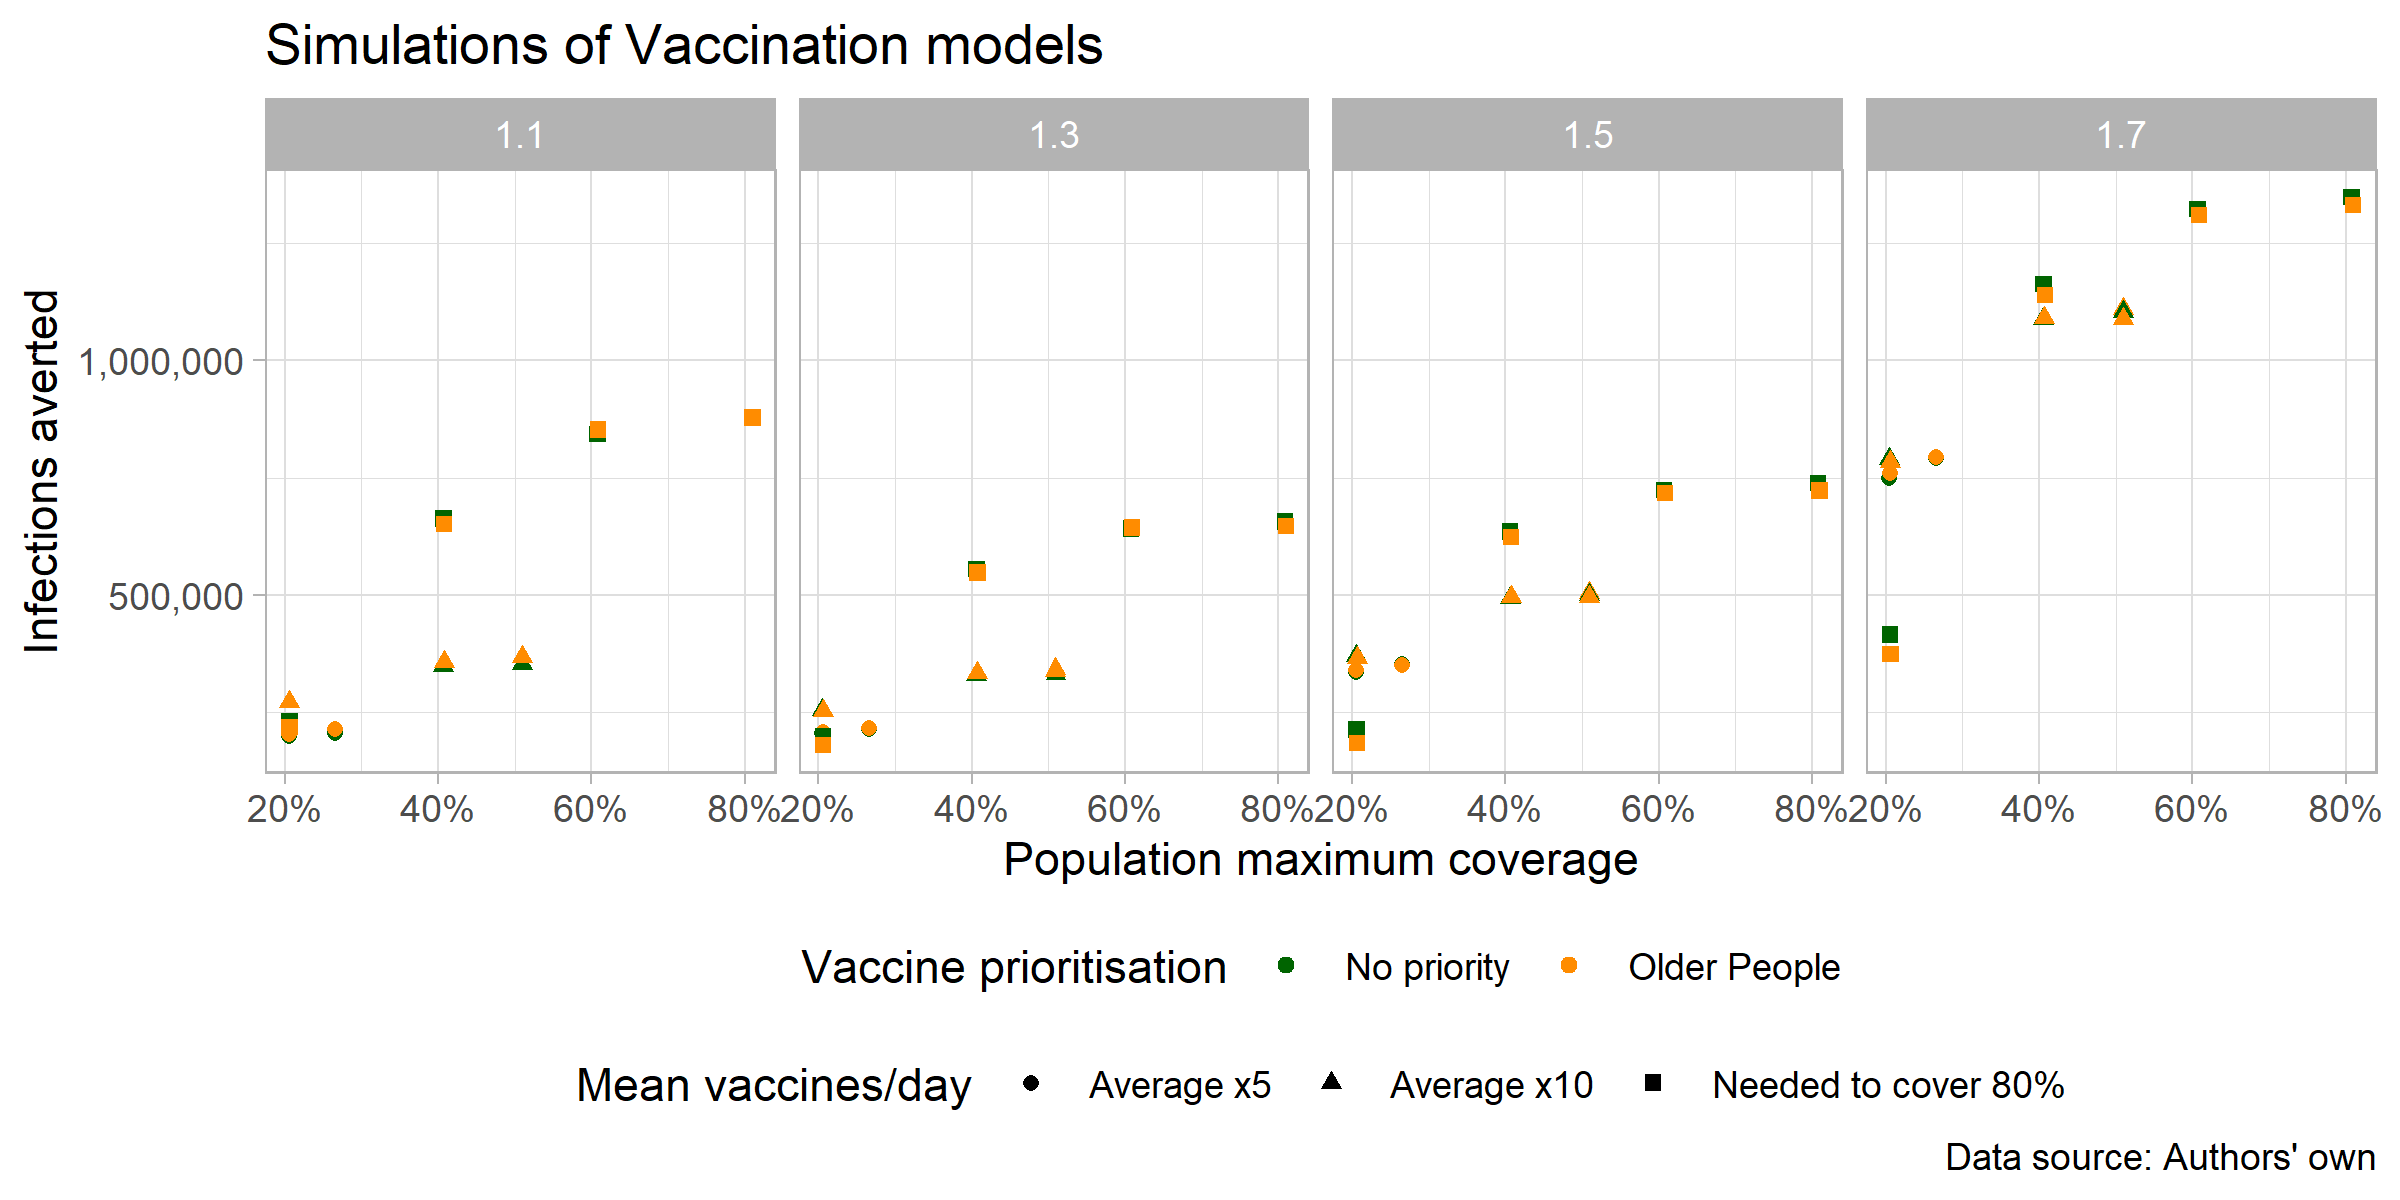 Simulations of Vaccination models
1.1 1.3 1.5 1.7
Infections averted
1,000,000
500,000
20% 40% 60% 80% 20% 40% 60% 80% 20% 40% 60% 80% 20% 40% 60% 80%
Population maximum coverage
Vaccine prioritisation No priority Older People
Mean vaccines/day Average x5 Average x10 Needed to cover 80%
Data source: Authors' own